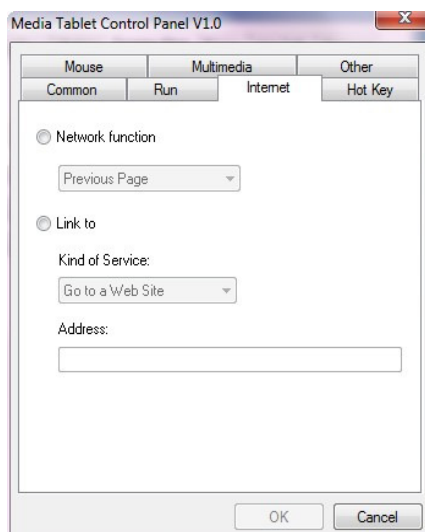 Media Tablet Control Panel V1.0
Mouse Multimedia Other
Common Run Internet Hot Key
Network function
Previous Page
Link to
Kind of Service:
Go to a Web Site
Address:
OK Cancel